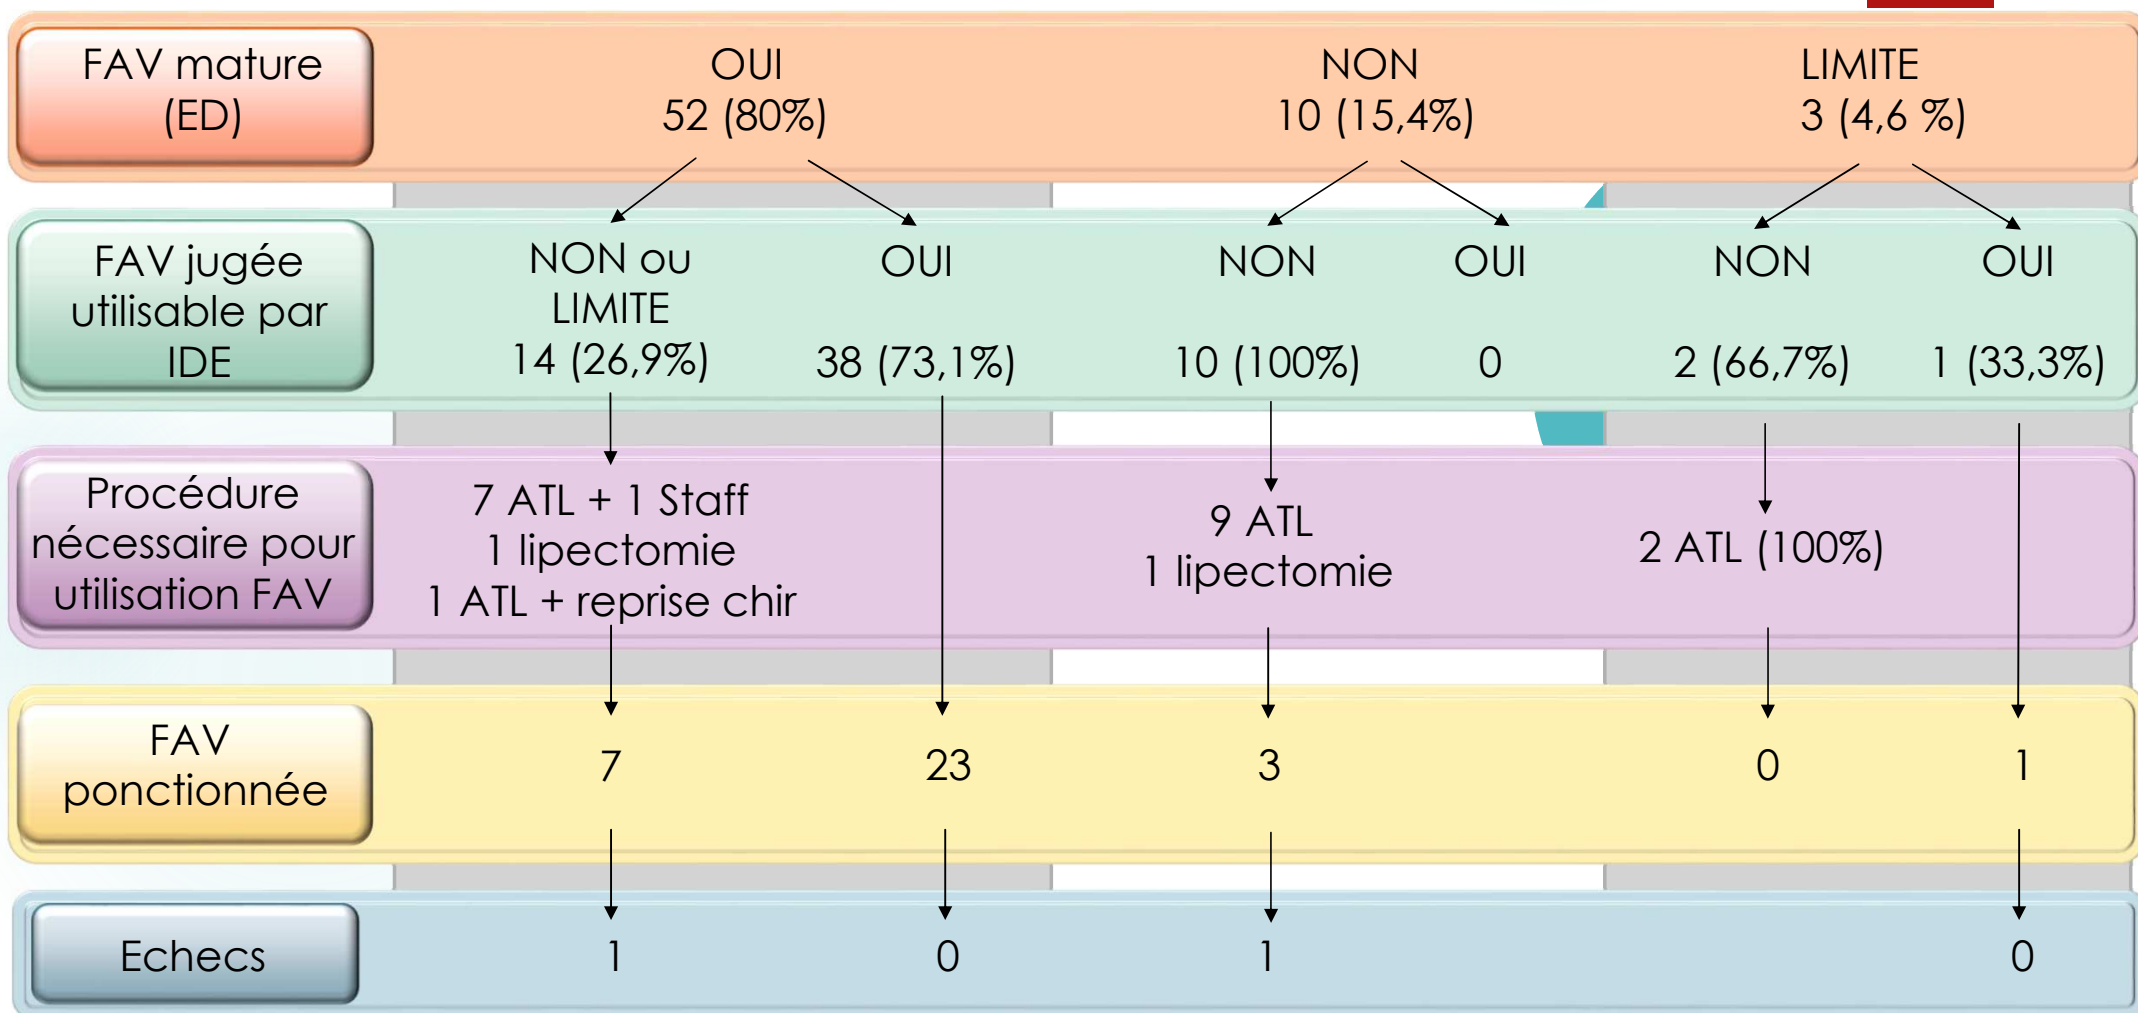 FAV mature
(ED)
OUI
52 (80%)
NON
10 (15,4%)
LIMITE
3 (4,6 %)
FAV jugée
utilisable par
IDE
NON ou
LIMITE
14 (26,9%)
OUI
38 (73,1%)
NON
10 (100%)
OUI
0
NON
2 (66,7%)
OUI
1 (33,3%)
Procédure
nécessaire pour
utilisation FAV
7 ATL + 1 Staff
1 lipectomie
1 ATL + reprise chir
9 ATL
1 lipectomie
2 ATL (100%)
FAV
ponctionnée
7
23
3
0
1
Echecs
1
0
1
0